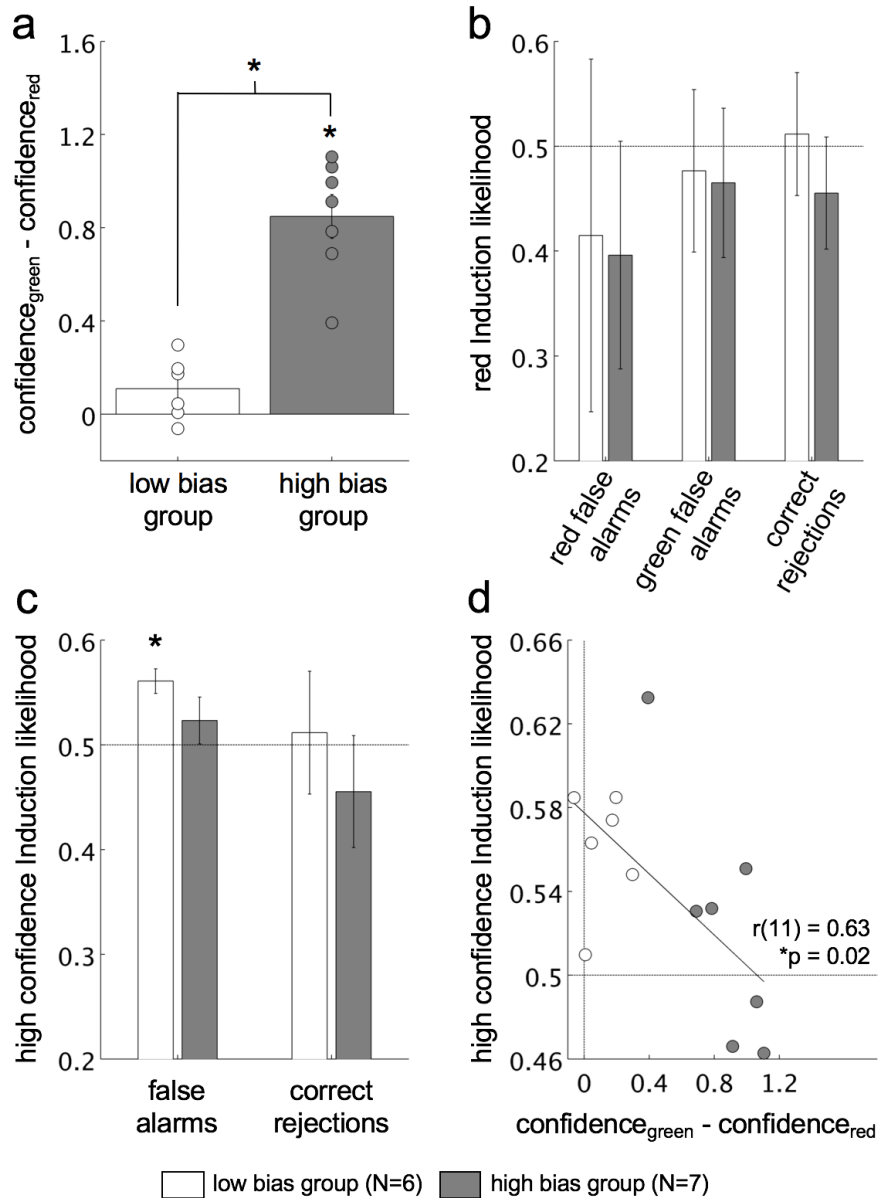 a
1.6
1.2
0.8
0.4
0
confidencegreen - confidencered
*
*
low bias
group
high bias
group
b
0.6
0.5
0.4
0.3
0.2
red Induction likelihood
red false
alarms
green false
alarms
correct
rejections
c
0.6
0.5
0.4
0.3
0.2
high confidence Induction likelihood
*
false
alarms
correct
rejections
d
0.66
0.62
0.58
0.54
0.5
0.46
high confidence Induction likelihood
r(11) = 0.63
*p = 0.02
0 0.4 0.8 1.2
confidencegreen - confidencered
low bias group (N=6) high bias group (N=7)